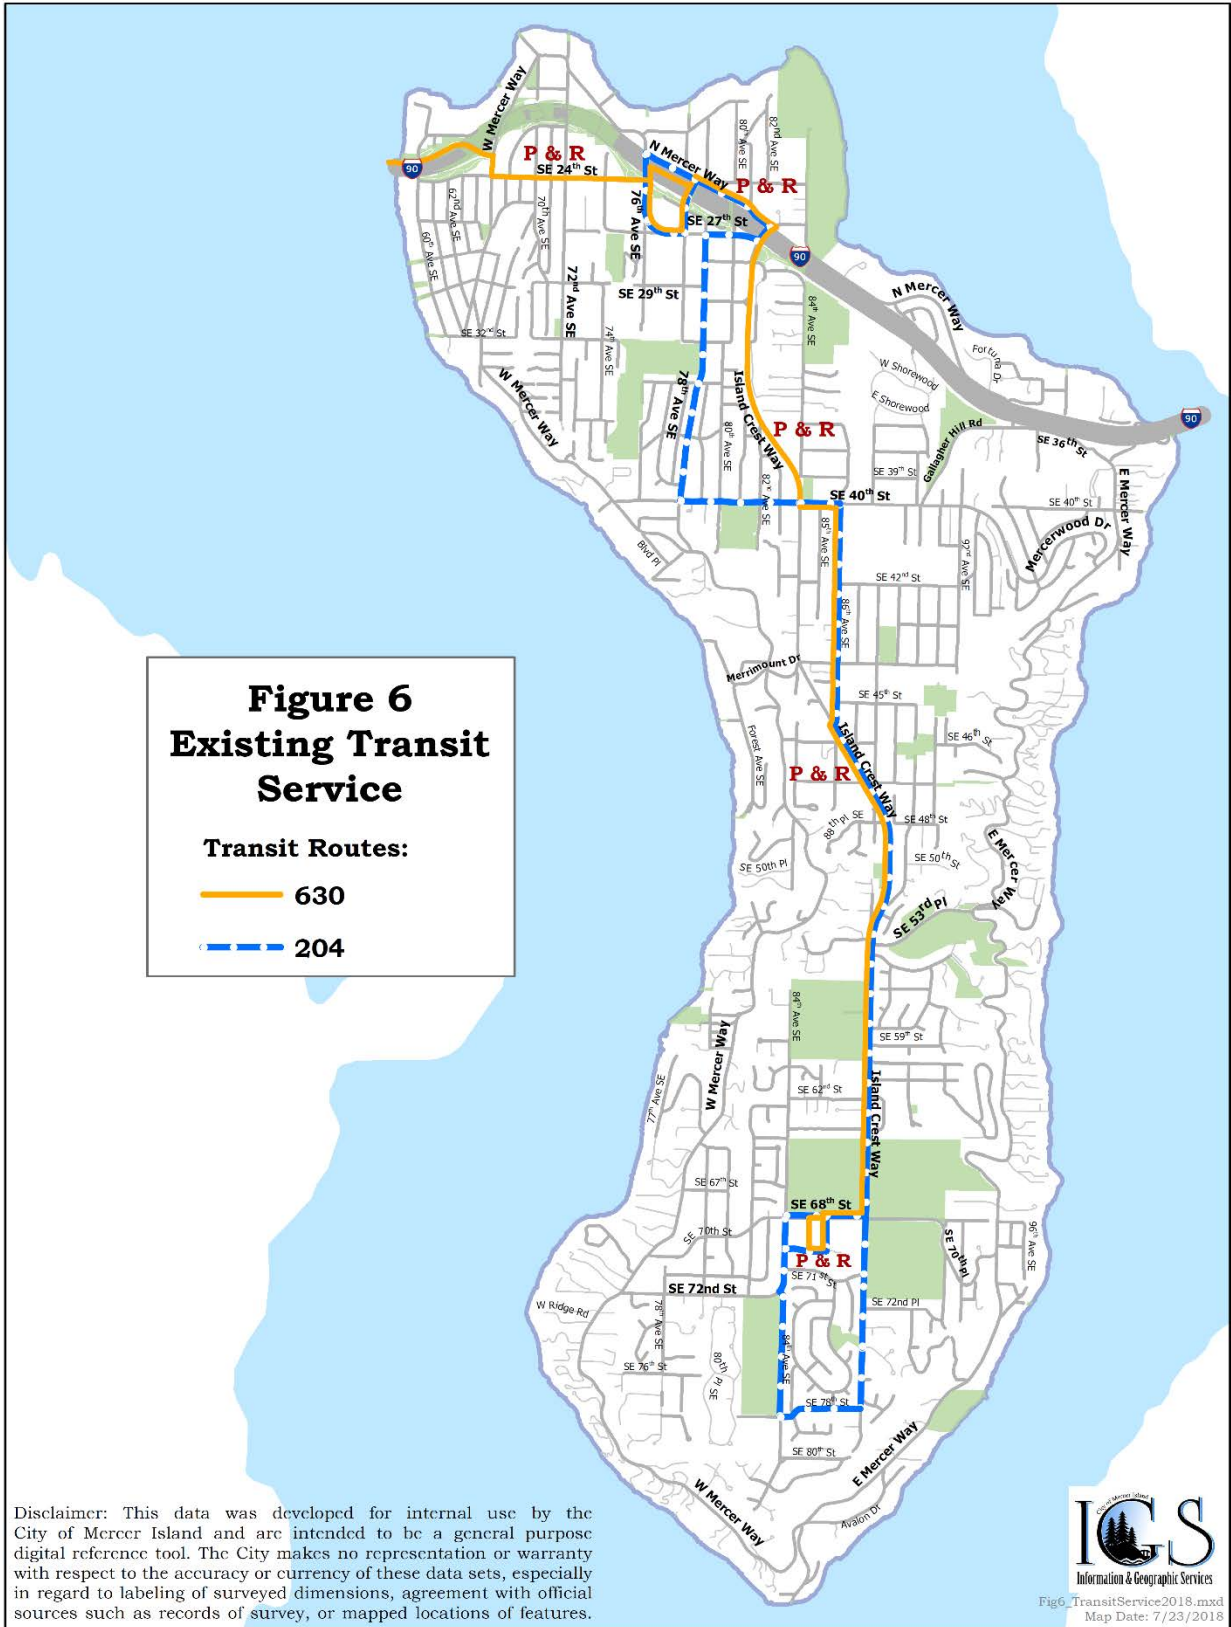 W Mercer Way
90
P & R
SE 24th St
N Mercer Way
80th Ave SE
82nd Ave SE
P & R
62nd Ave SE
60th Ave SE
70th Ave SE
76th Ave SE
SE 27th St
90
72nd Ave SE
SE 29th St
74th Ave SE
84th Ave SE
N Mercer Way
SE 32nd St
W Mercer Way
78th Ave SE
Island Crest Way
80th Ave SE
82nd Ave SE
P & R
W Shorewood
E Shorewood
Fortuna Dr
90
Gallagher Hill Rd
SE 36th St
SE 39th St
E Mercer Way
SE 40th St
SE 40th St
Mercerwood Dr
85th Ave SE
92nd Ave SE
Blvd Pl
SE 42nd St
86th Ave SE
Merrimount Dr
SE 45th St
Forest Ave SE
Island Crest Way
SE 46th St
P & R
88th Pl SE
SE 48th St
SE 50th Pl
SE 50th St
E Mercer Way
SE 53rd Pl
Figure 6
Existing Transit
Service
Transit Routes:
630
204
84th Ave SE
W Mercer Way
SE 59th St
77th Ave SE
SE 62nd St
Island Crest Way
SE 67th St
SE 68th St
SE 70th St
SE 70th Pl
96th Ave SE
P & R
SE 71st St
SE 72nd St
SE 72nd Pl
W Ridge Rd
78th Ave SE
84th Ave SE
SE 76th St
80th Pl SE
SE 78th St
SE 80th St
E Mercer Way
W Mercer Way
Avalon Dr
Disclaimer: This data was developed for internal use by the
City of Mercer Island and are intended to be a general purpose
digital reference tool. The City makes no representation or warranty
with respect to the accuracy or currency of these data sets, especially
in regard to labeling of surveyed dimensions, agreement with official
sources such as records of survey, or mapped locations of features.
City of Mercer Island
IGS
Information & Geographic Services
Fig6_TransitService2018.mxd
Map Date: 7/23/2018